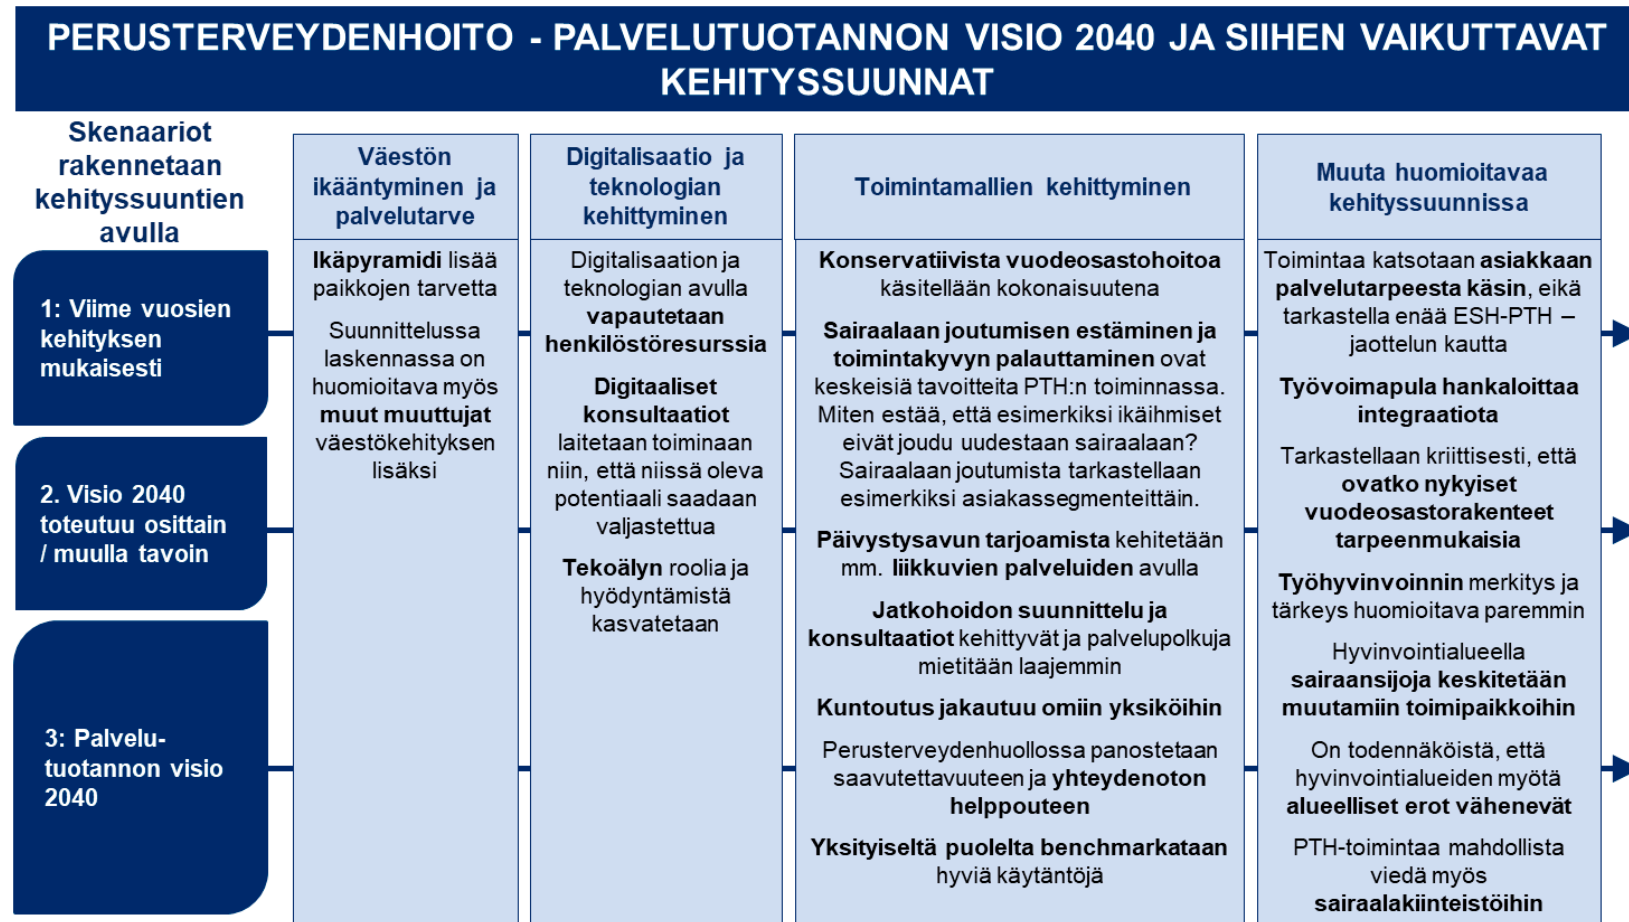 PERUSTERVEYDENHOITO - PALVELUTUOTANNON VISIO 2040 JA SIIHEN VAIKUTTAVAT
KEHITYSSUUNNAT
Skenaariot
rakennetaan
kehityssuuntien
avulla
1: Viime vuosien
kehityksen
mukaisesti
2. Visio 2040
toteutuu osittain
/ muulla tavoin
3: Palvelu-
tuotannon visio
2040
Väestön
ikääntyminen ja
palvelutarve
Ikäpyramidi lisää
paikkojen tarvetta
Suunnittelussa
laskennassa on
huomioitava myös
muut muuttujat
väestökehityksen
lisäksi
Digitalisaatio ja
teknologian
kehittyminen
Digitalisaation ja
teknologian avulla
vapautetaan
henkilöstöresurssia
Digitaaliset
konsultaatiot
laitetaan toiminaan
niin, että niissä oleva
potentiaali saadaan
valjastettua
Tekoälyn roolia ja
hyödyntämistä
kasvatetaan
Toimintamallien kehittyminen
Konservatiivista vuodeosastohoitoa
käsitellään kokonaisuutena
Sairaalaan joutumisen estäminen ja
toimintakyvyn palauttaminen ovat
keskeisiä tavoitteita PTH:n toiminnassa.
Miten estää, että esimerkiksi ikäihmiset
eivät joudu uudestaan sairaalaan?
Sairaalaan joutumista tarkastellaan
esimerkiksi asiakassegmenteittäin.
Päivystysavun tarjoamista kehitetään
mm. liikkuvien palveluiden avulla
Jatkohoidon suunnittelu ja
konsultaatiot kehittyvät ja palvelupolkuja
mietitään laajemmin
Kuntoutus jakautuu omiin yksiköihin
Perusterveydenhuollossa panostetaan
saavutettavuuteen ja yhteydenoton
helppouteen
Yksityiseltä puolelta benchmarkataan
hyviä käytäntöjä
Muuta huomioitavaa
kehityssuunnissa
Toimintaa katsotaan asiakkaan
palvelutarpeesta käsin, eikä
tarkastella enää ESH-PTH –
jaottelun kautta
Työvoimapula hankaloittaa
integraatiota
Tarkastellaan kriittisesti, että
ovatko nykyiset
vuodeosastorakenteet
tarpeenmukaisia
Työhyvinvoinnin merkitys ja
tärkeys huomioitava paremmin
Hyvinvointialueella
sairaansijoja keskitetään
muutamiin toimipaikkoihin
On todennäköistä, että
hyvinvointialueiden myötä
alueelliset erot vähenevät
PTH-toimintaa mahdollista
viedä myös
sairaalakiinteistöihin